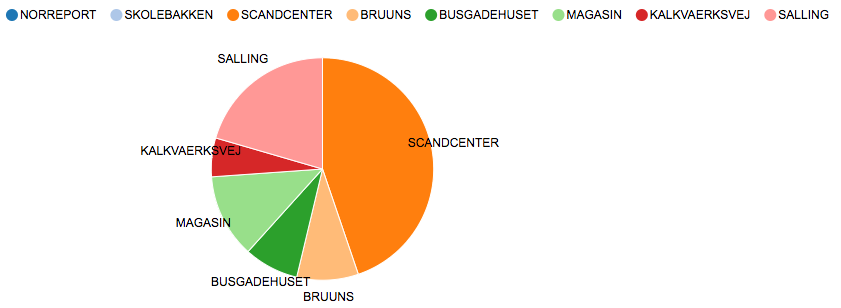 NORREPORT SKOLEBAKKEN SCANDCENTER BRUUNS BUSGADEHUSET MAGASIN KALKVAERKSVEJ SALLING
SALLING
SCANDCENTER
KALKVAERKSVEJ
MAGASIN
BUSGADEHUSET
BRUUNS